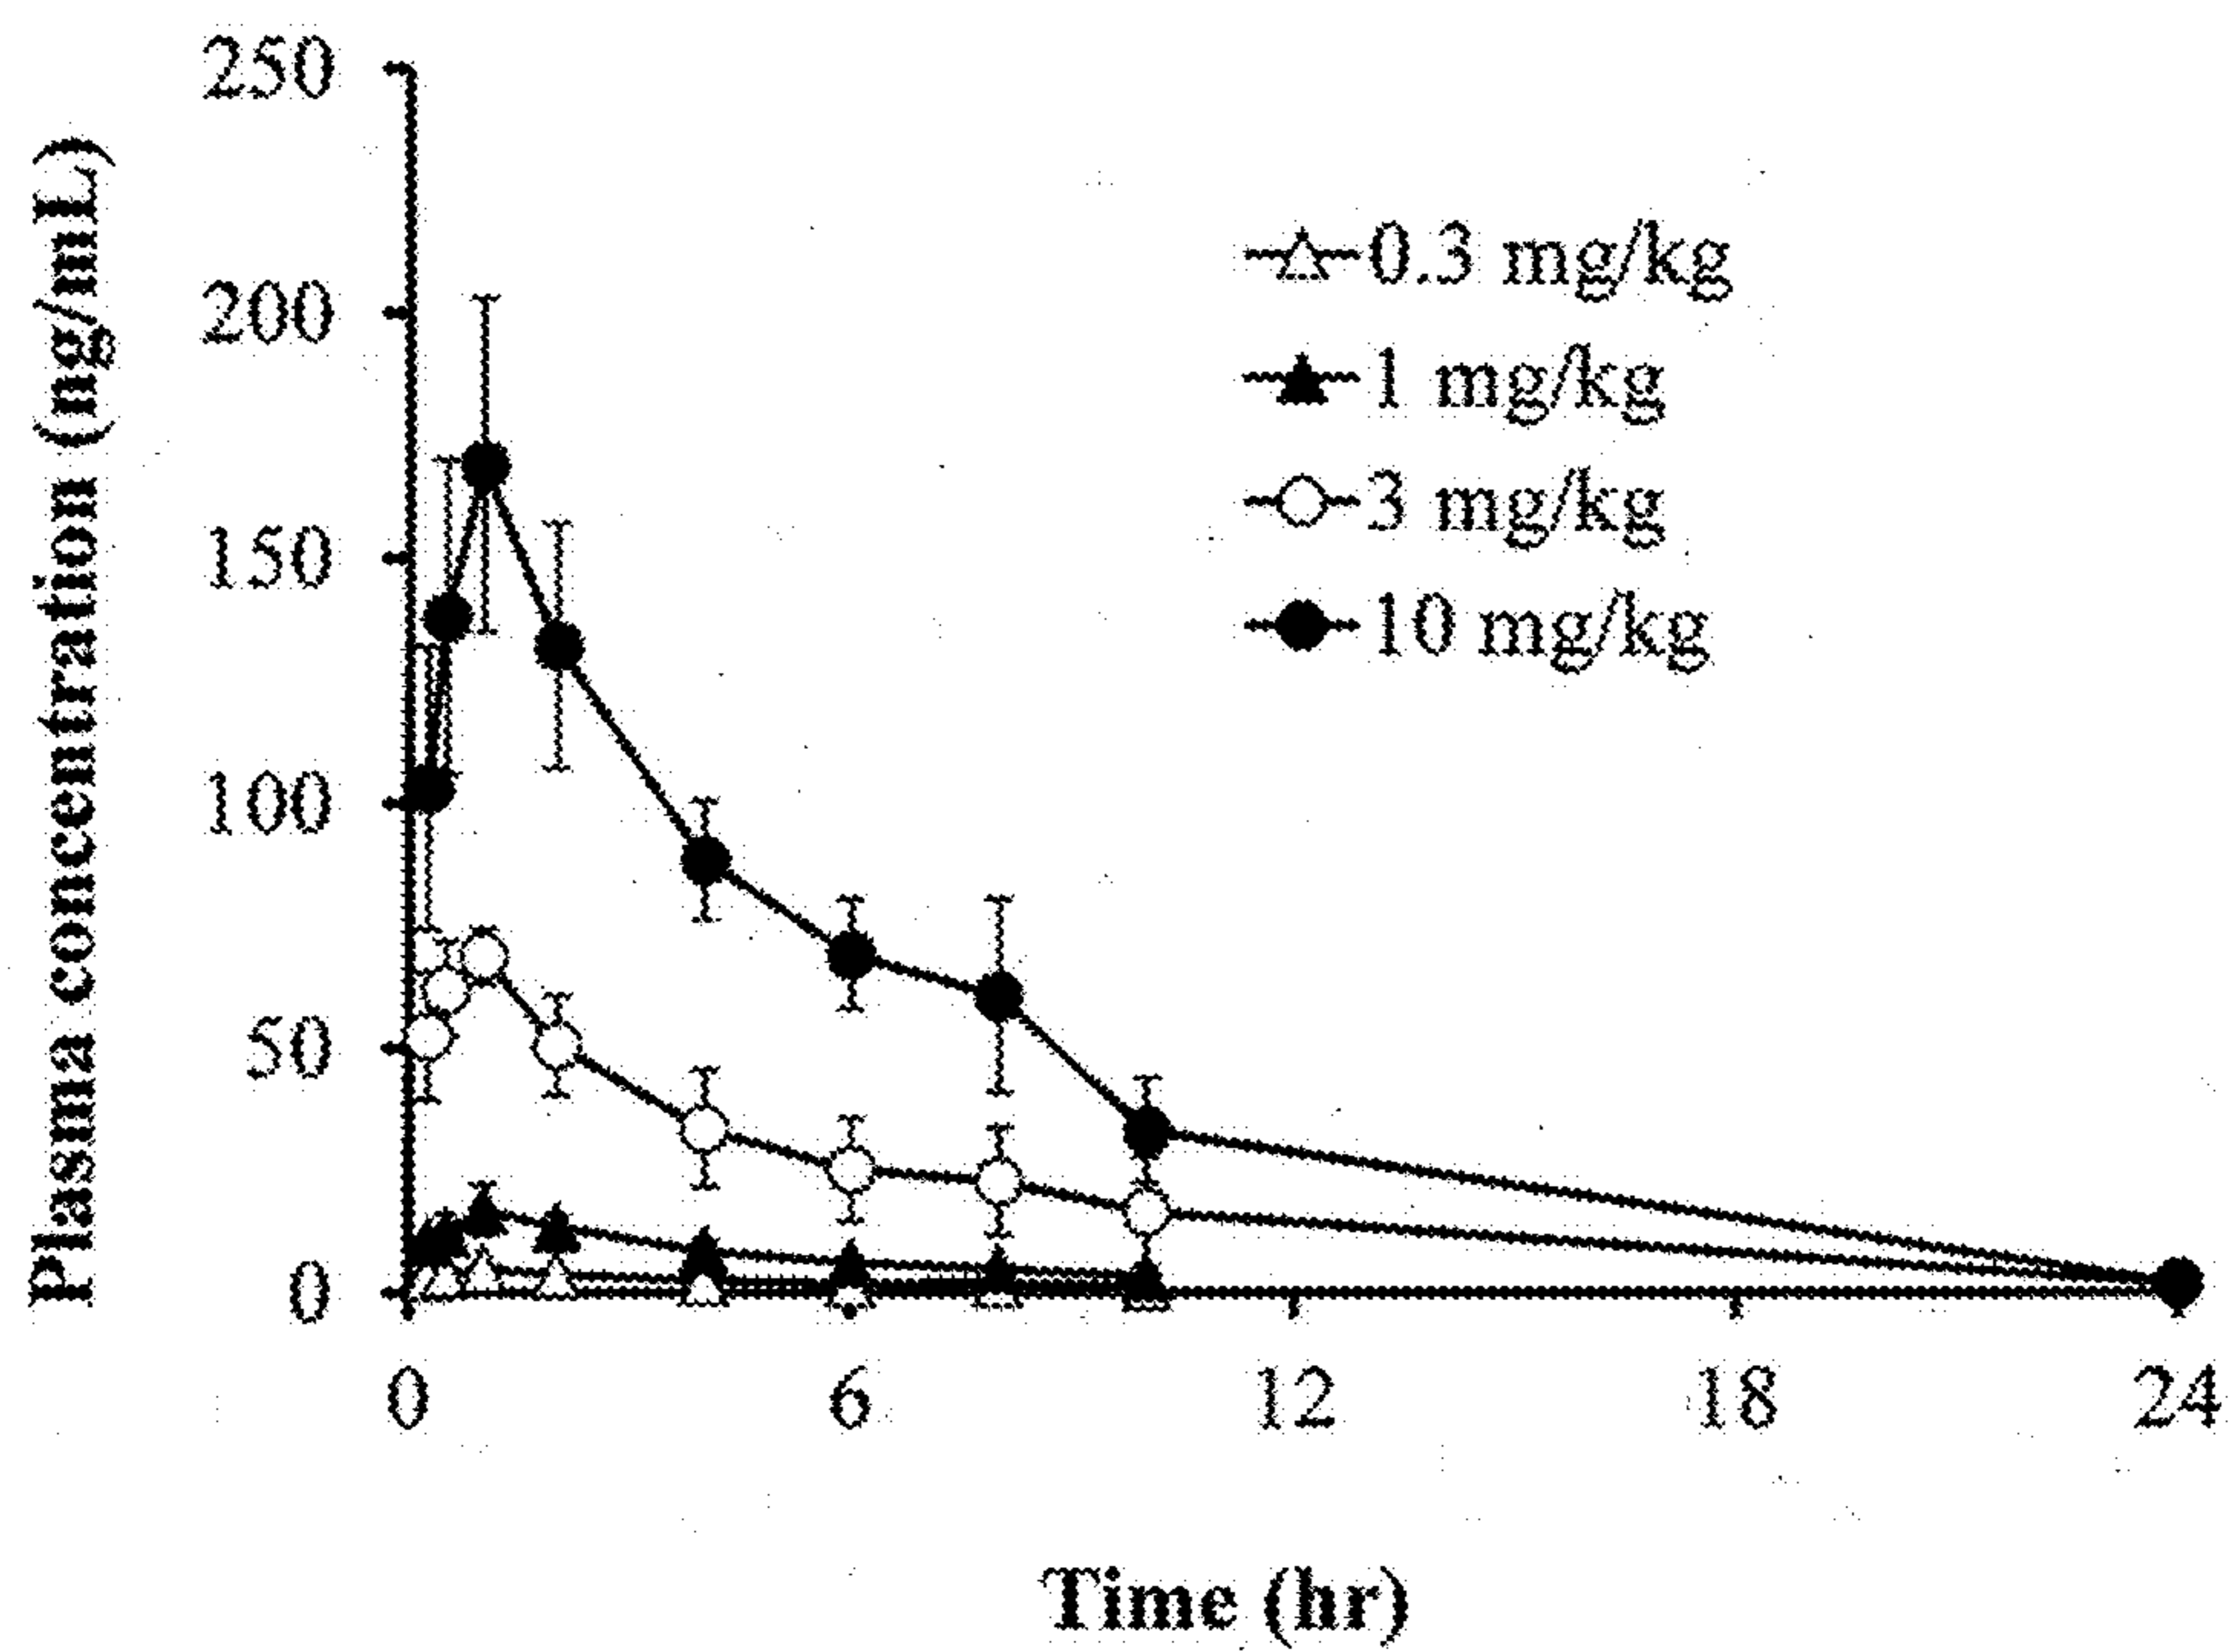 Plasma concentration (ng/mL)
250
200
150
100
50
0
0.3 mg/kg
1 mg/kg
3 mg/kg
10 mg/kg
0 6 12 18 24
Time (hr)